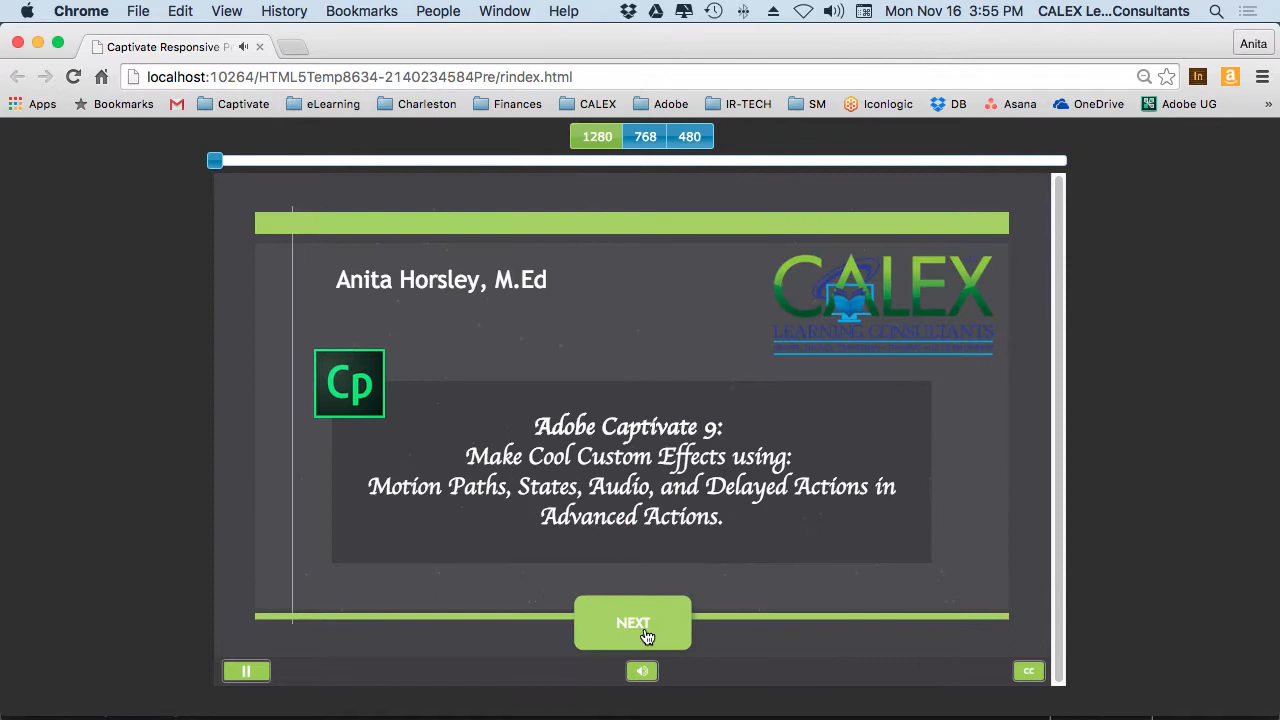 Chrome File Edit View History Bookmarks People Window Help Mon Nov 16 3:55 PM CALEX Le...Consultants
Captivate Responsive Pr
Anita
localhost:10264/HTML5Temp8634-2140234584Pre/rindex.html
In
Apps Bookmarks Captivate eLearning Charleston Finances CALEX Adobe IR-TECH SM Iconlogic DB Asana OneDrive Adobe UG »
1280 768 480
Anita Horsley, M.Ed
CALEX
LEARNING CONSULTANTS
Cp
Adobe Captivate 9:
Make Cool Custom Effects using:
Motion Paths, States, Audio, and Delayed Actions in
Advanced Actions.
NEXT
CC